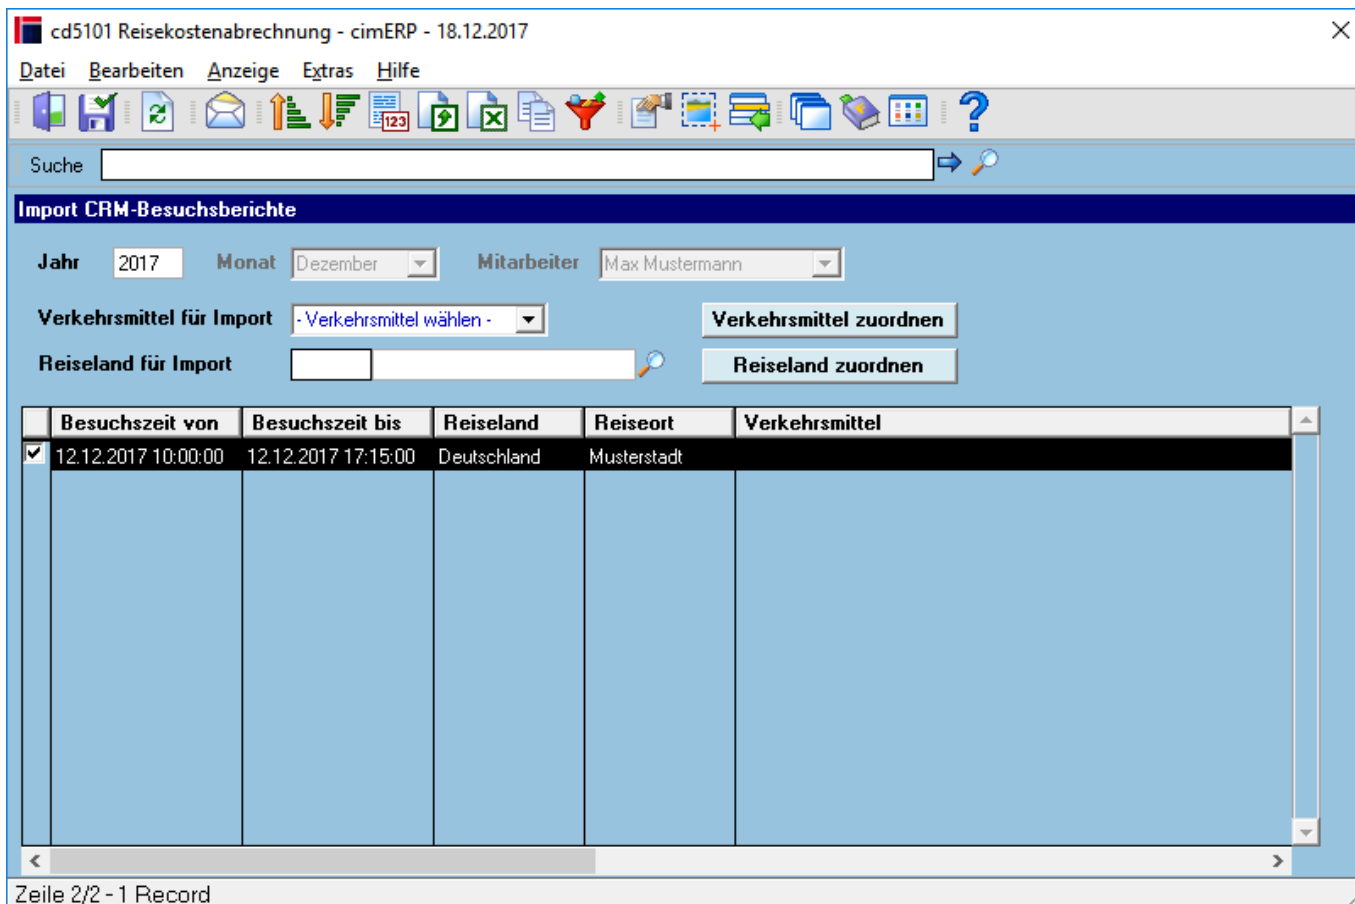 cd5101 Reisekostenabrechnung - cimERP - 18.12.2017
Datei Bearbeiten Anzeige Extras Hilfe
123
Suche
Import CRM-Besuchsberichte
Jahr 2017 Monat Dezember Mitarbeiter Max Mustermann
Verkehrsmittel für Import - Verkehrsmittel wählen - Verkehrsmittel zuordnen
Reiseland für Import Reiseland zuordnen
Besuchszeit von Besuchszeit bis Reiseland Reiseort Verkehrsmittel
12.12.2017 10:00:00 12.12.2017 17:15:00 Deutschland Musterstadt
Zeile 2/2 - 1 Record